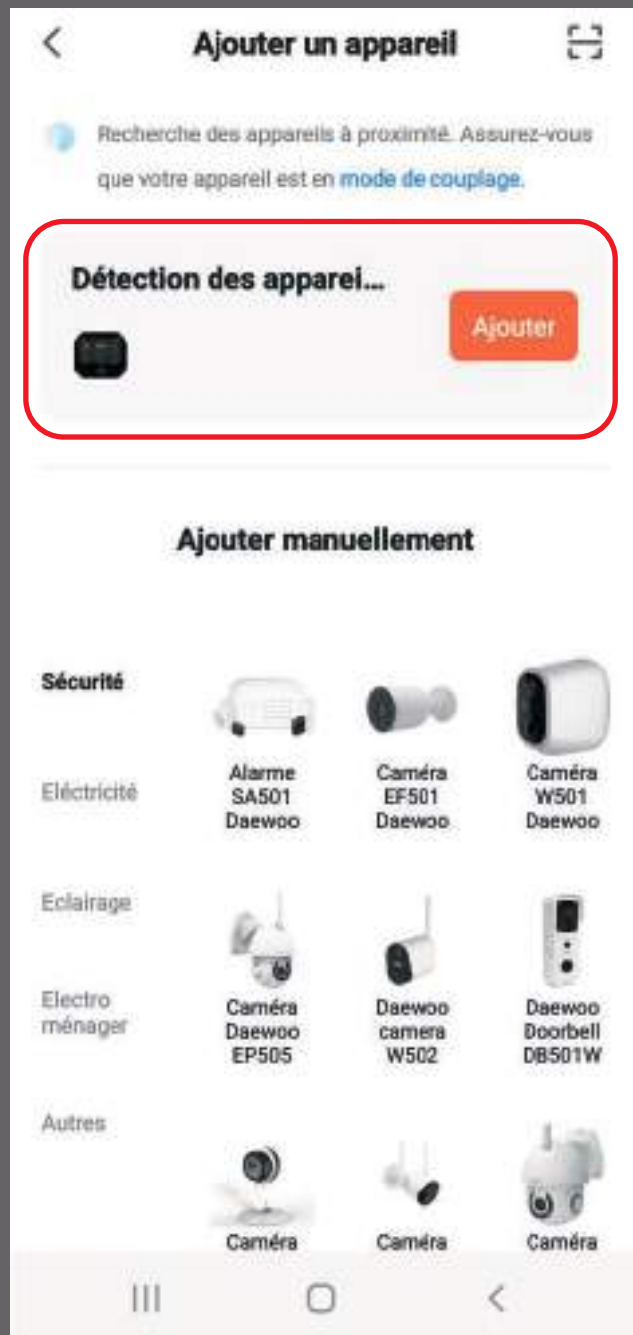 Ajouter un appareil
Recherche des appareils à proximité. Assurez-vous
que votre appareil est en mode de couplage.
Détection des apparei...
Ajouter
Ajouter manuellement
Sécurité
Eléctricité
Eclairage
Electro
ménager
Autres
Alarme
SA501
Daewoo
Caméra
EF501
Daewoo
Caméra
W501
Daewoo
Caméra
Daewoo
EP505
Daewoo
camera
W502
Daewoo
Doorbell
DB501W
Caméra
Caméra
Caméra